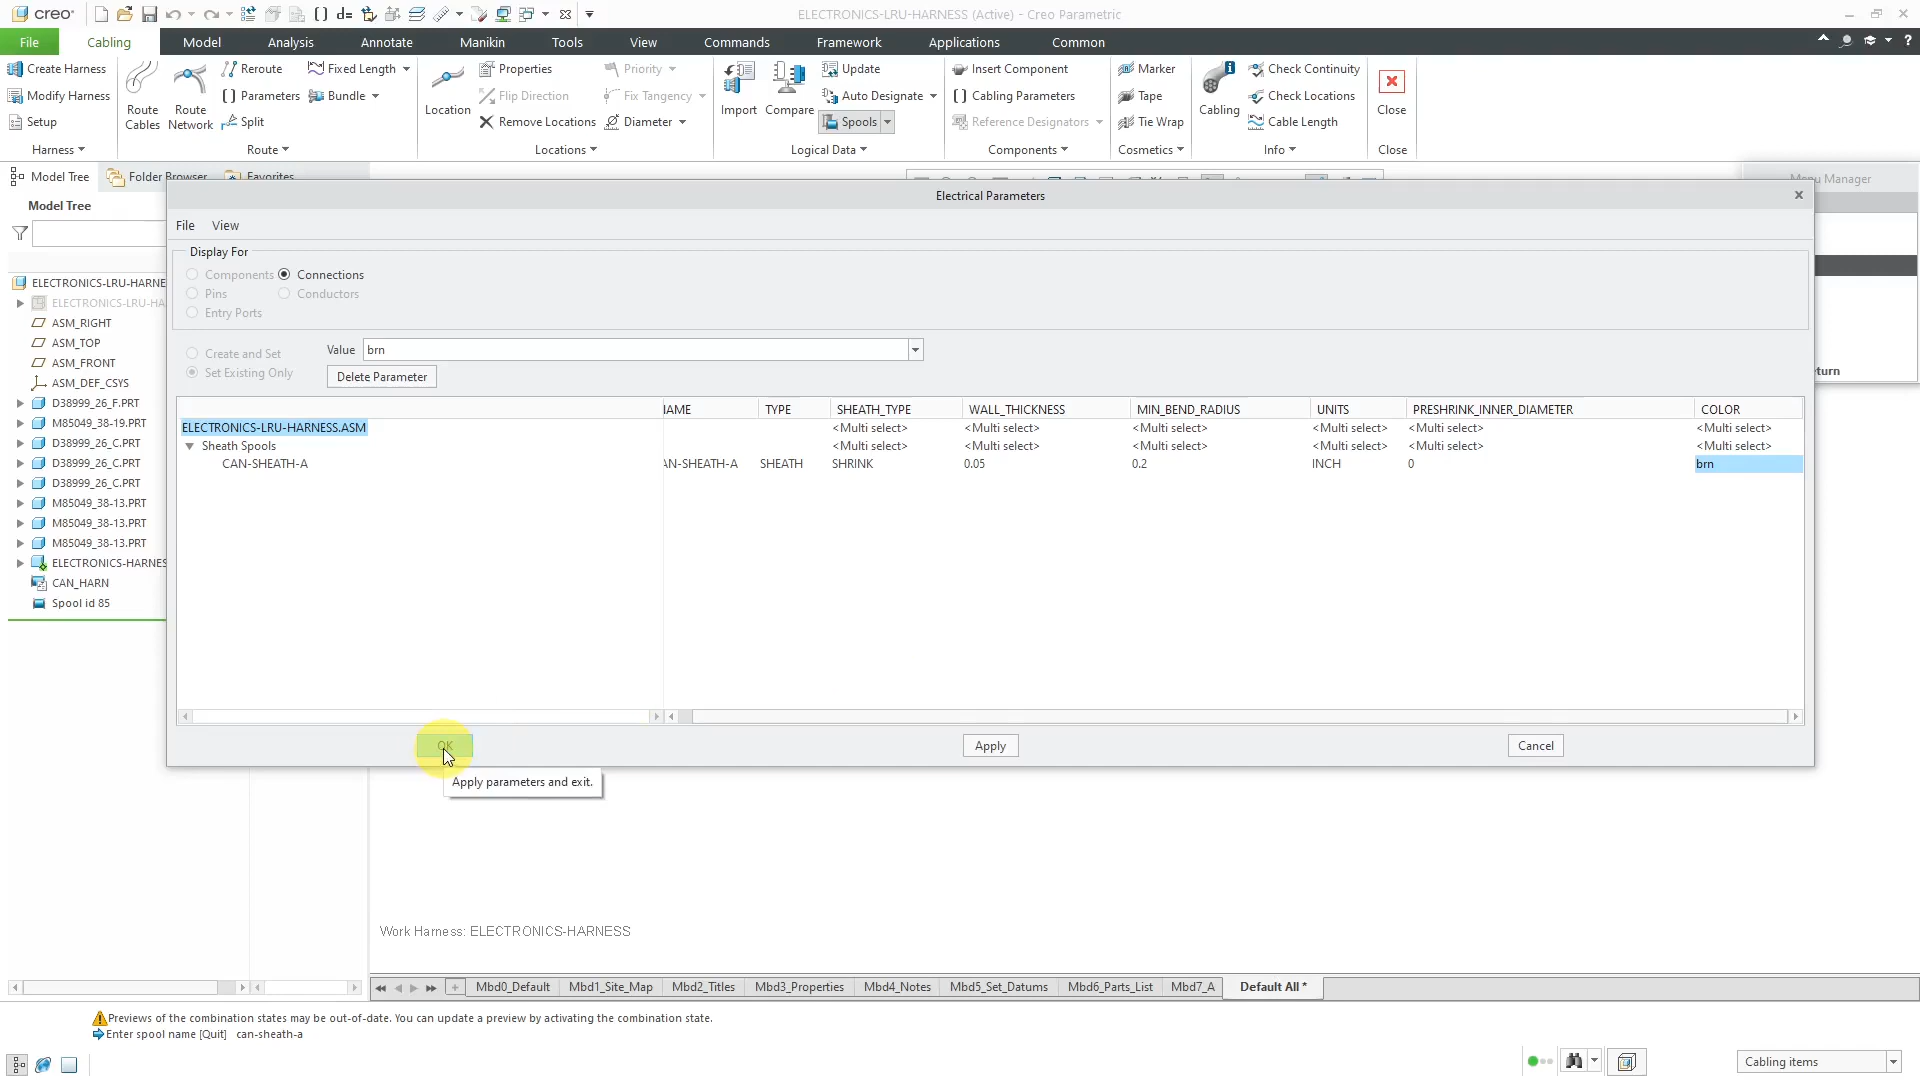 creo
ELECTRONICS-LRU-HARNESS (Active) - Creo Parametric
File Cabling Model Analysis Annotate Manikin Tools View Commands Framework Applications Common
Create Harness
Modify Harness
Setup
Harness
Route Cables
Route Network
Reroute
Parameters
Split
Fixed Length
Bundle
Route
Location
Properties
Flip Direction
Remove Locations
Priority
Fix Tangency
Diameter
Locations
Import
Compare
Update
Auto Designate
Spools
Logical Data
Insert Component
Cabling Parameters
Reference Designators
Components
Marker
Tape
Tie Wrap
Cosmetics
Cabling
Check Continuity
Check Locations
Cable Length
Info
Close
Close
Model Tree Folder Browser Favorites
Model Tree
ELECTRONICS-LRU-HARNE
ELECTRONICS-LRU-HA
ASM_RIGHT
ASM_TOP
ASM_FRONT
ASM_DEF_CSYS
D38999_26_F.PRT
M85049_38-19.PRT
D38999_26_C.PRT
D38999_26_C.PRT
D38999_26_C.PRT
M85049_38-13.PRT
M85049_38-13.PRT
M85049_38-13.PRT
ELECTRONICS-HARNES
CAN_HARN
Spool id 85
Menu Manager
eturn
Electrical Parameters
File View
Display For
Components Connections
Pins Conductors
Entry Ports
Create and Set
Set Existing Only
Value brn
Delete Parameter
IAME TYPE SHEATH_TYPE WALL_THICKNESS MIN_BEND_RADIUS UNITS PRESHRINK_INNER_DIAMETER COLOR
ELECTRONICS-LRU-HARNESS.ASM <Multi select> <Multi select> <Multi select> <Multi select> <Multi select> <Multi select>
Sheath Spools <Multi select> <Multi select> <Multi select> <Multi select> <Multi select> <Multi select>
CAN-SHEATH-A AN-SHEATH-A SHEATH SHRINK 0.05 0.2 INCH 0 brn
OK Apply Cancel
Apply parameters and exit.
Work Harness: ELECTRONICS-HARNESS
Mbd0_Default Mbd1_Site_Map Mbd2_Titles Mbd3_Properties Mbd4_Notes Mbd5_Set_Datums Mbd6_Parts_List Mbd7_A Default All *
Previews of the combination states may be out-of-date. You can update a preview by activating the combination state.
Enter spool name [Quit] can-sheath-a
Cabling items